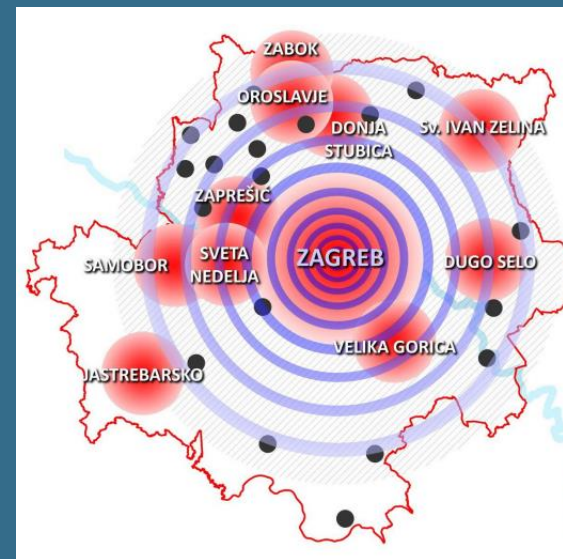 ZABOK
OROSLAVJE
DONJA
STUBICA
Sv. IVAN ZELINA
ZAPREŠIĆ
SAMOBOR
SVETA
NEDELJA
ZAGREB
DUGO SELO
VELIKA GORICA
JASTREBARSKO